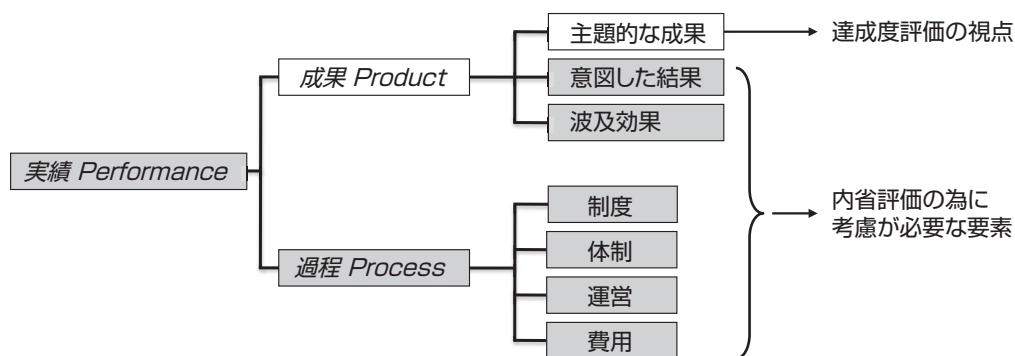 主題的な成果
達成度評価の視点
成果 Product
意図した結果
波及効果
実績 Performance
制度
内省評価の為に
考慮が必要な要素
体制
過程 Process
運営
費用